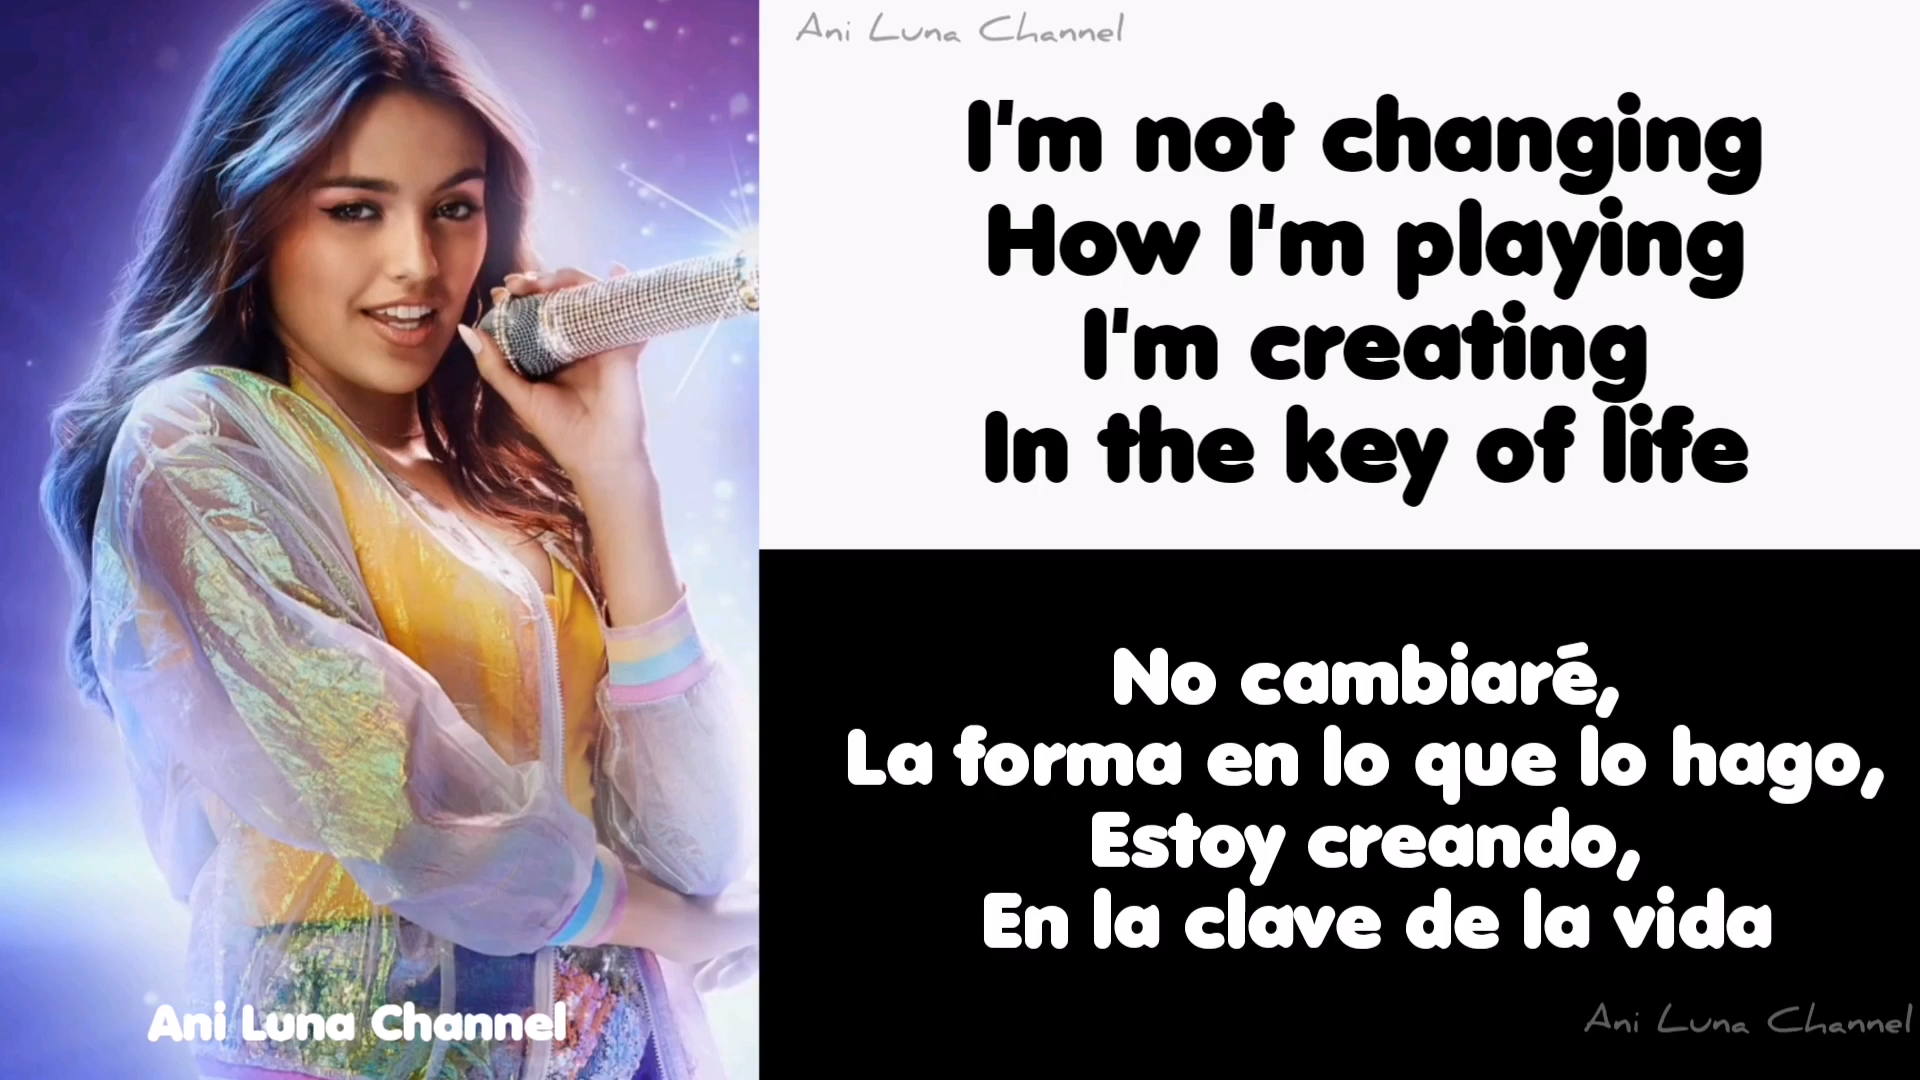 Ani Luna Channel
I'm not changing
How I'm playing
I'm creating
In the key of life
No cambiaré,
La forma en lo que lo hago,
Estoy creando,
En la clave de la vida
Ani Luna Channel
Ani Luna Channel